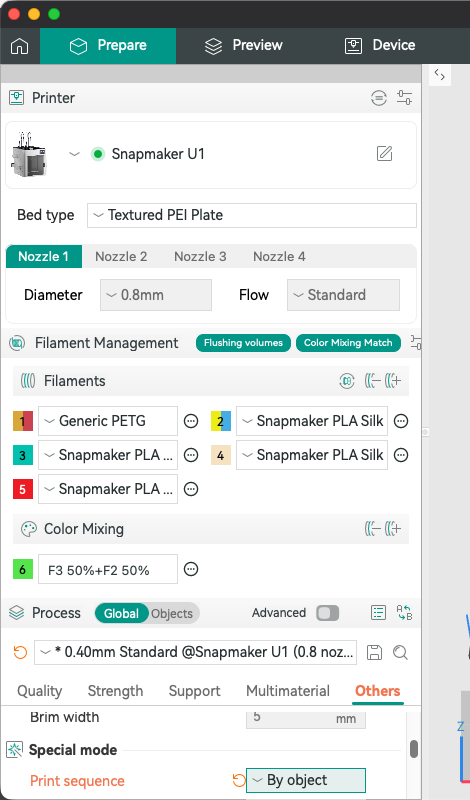 Prepare
Preview
Device
Printer
Snapmaker U1
Bed type
Textured PEI Plate
Nozzle 1
Nozzle 2
Nozzle 3
Nozzle 4
Diameter
0.8mm
Flow
Standard
Filament Management
Flushing volumes
Color Mixing Match
Filaments
1
Generic PETG
2
Snapmaker PLA Silk
3
Snapmaker PLA ...
4
Snapmaker PLA Silk
5
Snapmaker PLA ...
Color Mixing
6
F3 50%+F2 50%
Process
Global
Objects
Advanced
* 0.40mm Standard @Snapmaker U1 (0.8 noz...
Quality
Strength
Support
Multimaterial
Others
Brim width
5
mm
Special mode
Print sequence
By object
Z